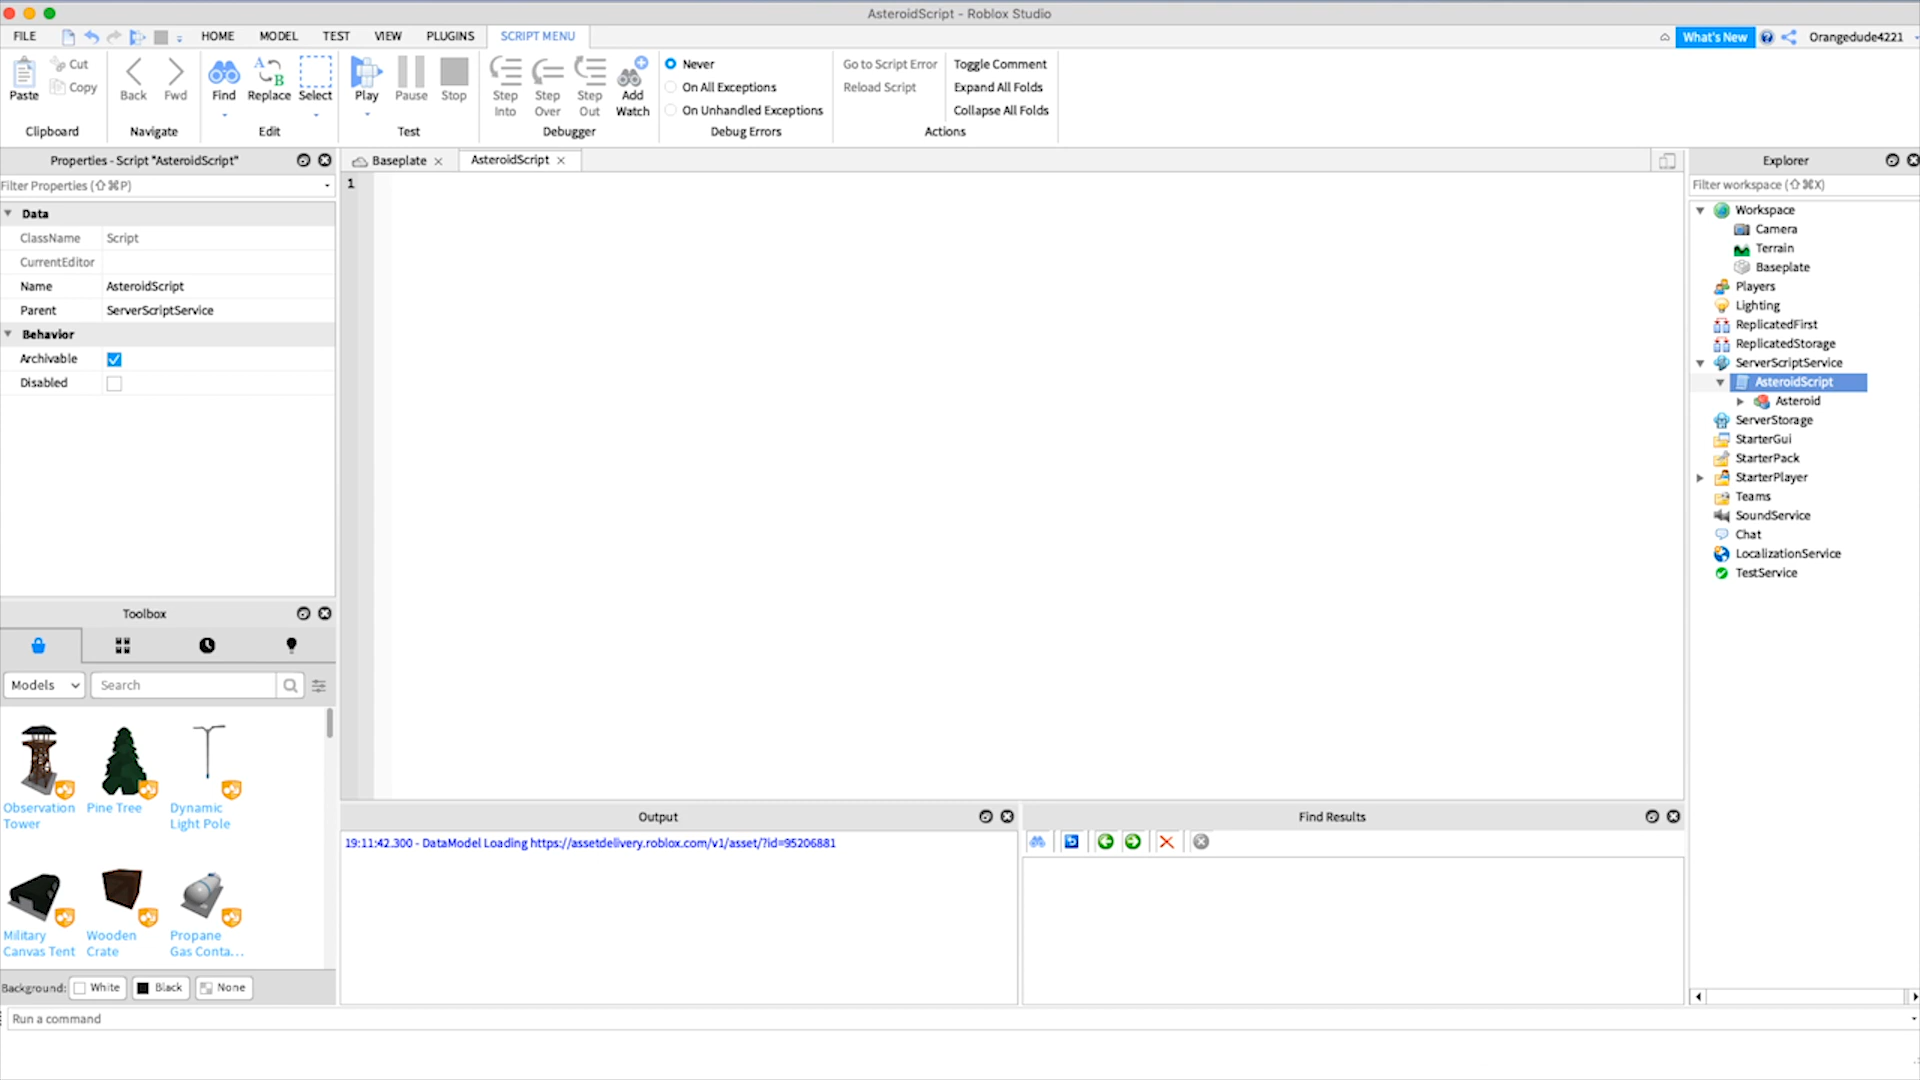 AsteroidScript - Roblox Studio
FILE HOME MODEL TEST VIEW PLUGINS SCRIPT MENU What's New Orangedude4221
Paste Cut Copy
Clipboard
Back Fwd
Navigate
Find Replace Select
Edit
Play Pause Stop
Test
Step Into
Step Over
Step Out
Add Watch
Debugger
Never
On All Exceptions
On Unhandled Exceptions
Debug Errors
Go to Script Error
Reload Script
Toggle Comment
Expand All Folds
Collapse All Folds
Actions
Properties - Script "AsteroidScript"
Filter Properties (⇧⌘P)
Data
ClassName Script
CurrentEditor
Name AsteroidScript
Parent ServerScriptService
Behavior
Archivable
Disabled
Toolbox
Models Search
Observation Tower
Pine Tree
Dynamic Light Pole
Military Canvas Tent
Wooden Crate
Propane Gas Conta...
Background: White Black None
Run a command
Baseplate AsteroidScript
1
Output
19:11:42.300 - DataModel Loading https://assetdelivery.roblox.com/v1/asset/?id=95206881
Find Results
Explorer
Filter workspace (⇧⌘X)
Workspace
Camera
Terrain
Baseplate
Players
Lighting
ReplicatedFirst
ReplicatedStorage
ServerScriptService
AsteroidScript
Asteroid
ServerStorage
StarterGui
StarterPack
StarterPlayer
Teams
SoundService
Chat
LocalizationService
TestService